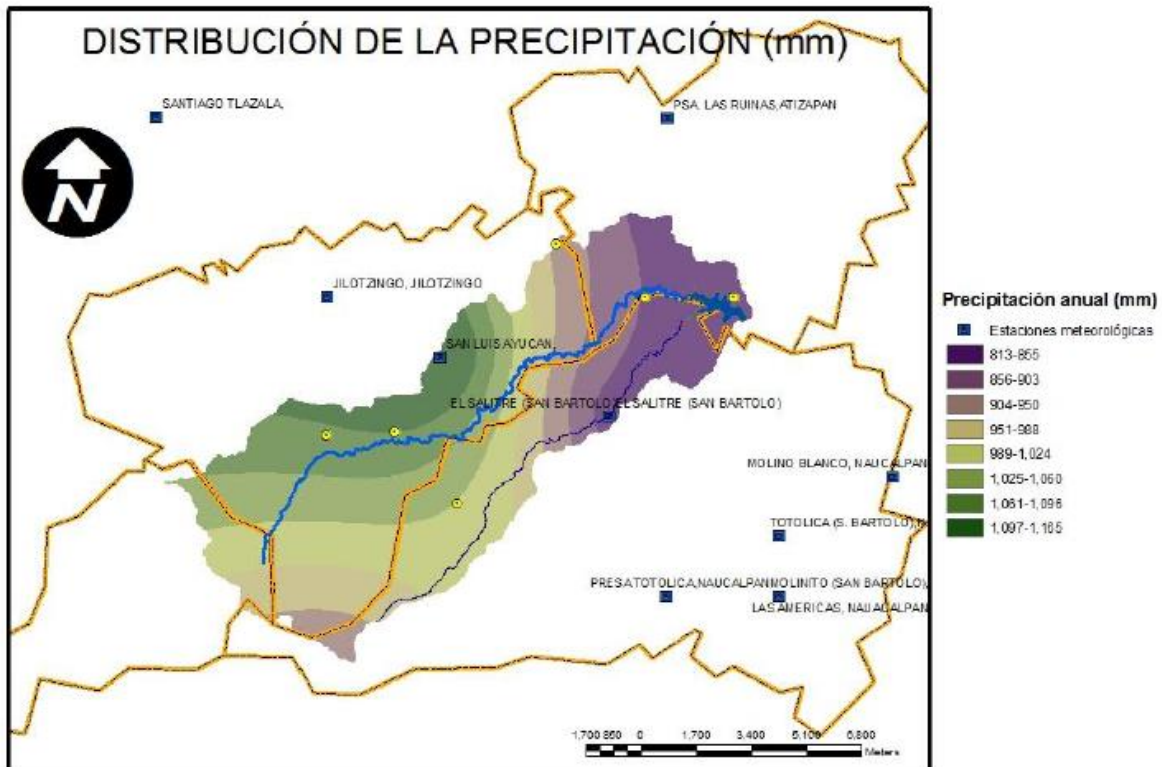 DISTRIBUCIÓN DE LA PRECIPITACIÓN (mm)
SANTIAGO TLAZALA,
PSA. LAS RUINAS, ATIZAPAN
N
JILOTZINGO, JILOTZINGO
SAN LUIS AYUCAN,
EL SALITRE (SAN BARTOLO EL SALITRE (SAN BARTOLO)
MOLINO BLANCO, NAUCALPAN
TOTOLICA (S. BARTOLO),
PRESA TOTOLICA, NAUCALPAN MOLINITO (SAN BARTOLO),
LAS AMERICAS, NAUACALPAN
1,700 850 0 1,700 3,400 5,100 6,800
Meters
Precipitación anual (mm)
Estaciones meteorológicas
813-855
856-903
904-950
951-988
989-1,024
1,025-1,060
1,061-1,096
1,097-1,165